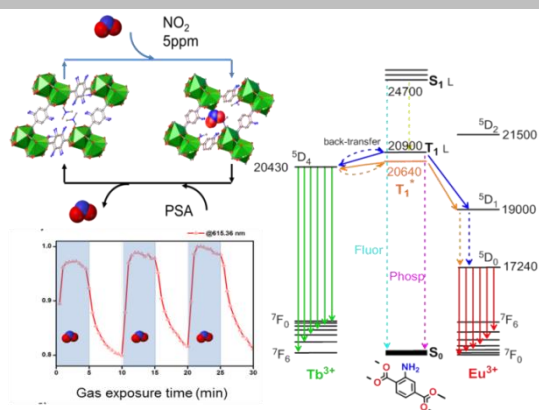 NO2
5ppm
PSA
@615.36 nm
1.0
0.9
0.8
0 5 10 15 20 25 30
Gas exposure time (min)
S1 L
24700
back-transfer
20900 T1 L
20640
T1*
5D4
20430
5D2
21500
5D1
19000
5D0
17240
Fluor
Phosp
7F0
7F6
Tb3+
S0
NH2
O
O
O
O
7F6
7F0
Eu3+